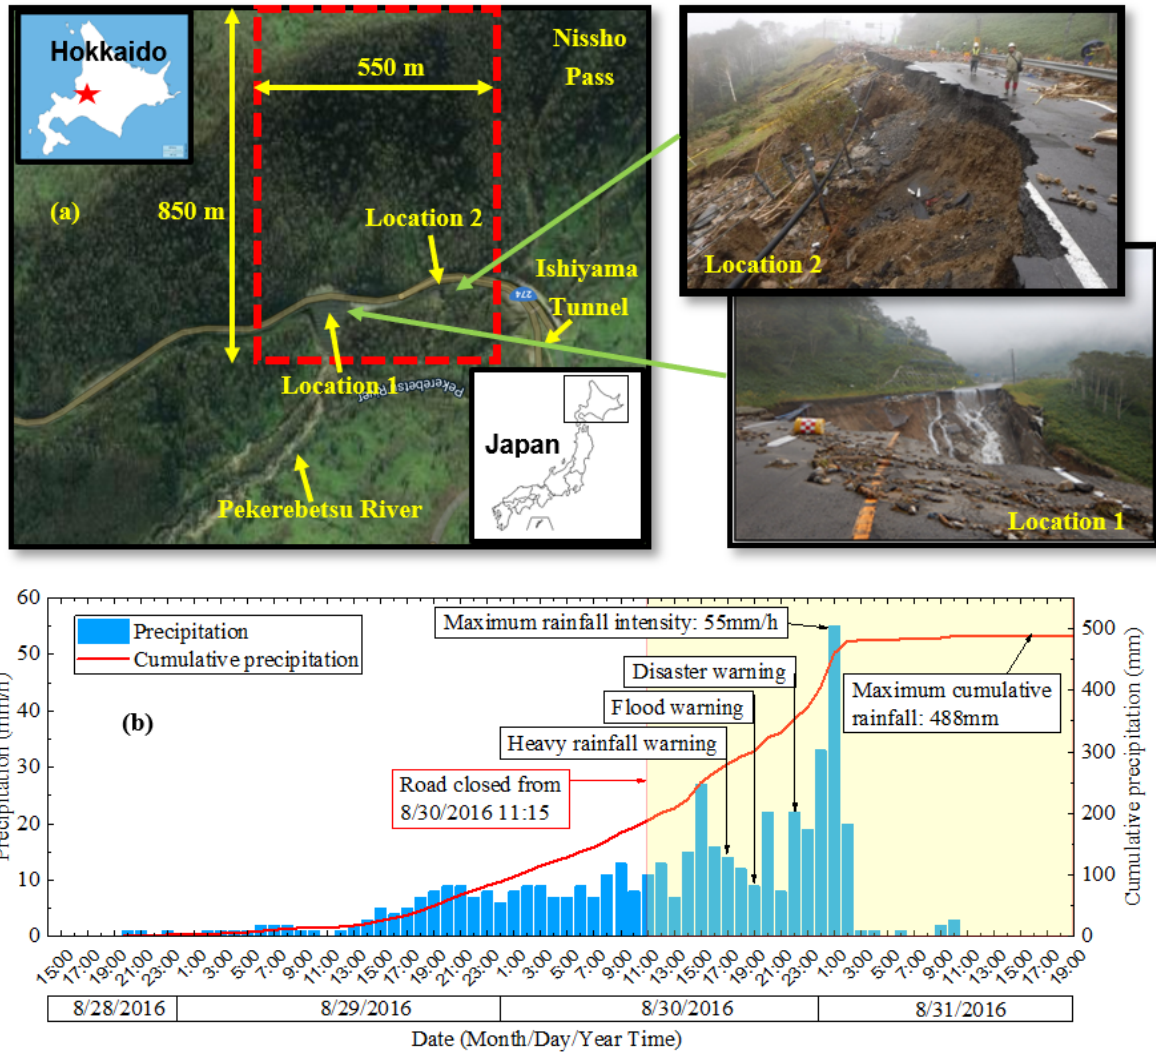 Hokkaido
Nissho
Pass
550 m
(a)
850 m
Location 2
Ishiyama
Tunnel
274
Location 1
Pekerebetsu River
Pekerebetsu River
Japan
Location 2
Location 1
Precipitation (mm/h)
60
50
40
30
20
10
0
Precipitation
Cumulative precipitation
(b)
Maximum rainfall intensity: 55mm/h
Disaster warning
Flood warning
Heavy rainfall warning
Road closed from
8/30/2016 11:15
Maximum cumulative
rainfall: 488mm
500
400
300
200
100
0
Cumulative precipitation (mm)
15:00 17:00 19:00 21:00 23:00 1:00 3:00 5:00 7:00 9:00 11:00 13:00 15:00 17:00 19:00 21:00 23:00 1:00 3:00 5:00 7:00 9:00 11:00 13:00 15:00 17:00 19:00 21:00 23:00 1:00 3:00 5:00 7:00 9:00 11:00 13:00 15:00 17:00 19:00
8/28/2016 8/29/2016 8/30/2016 8/31/2016
Date (Month/Day/Year Time)